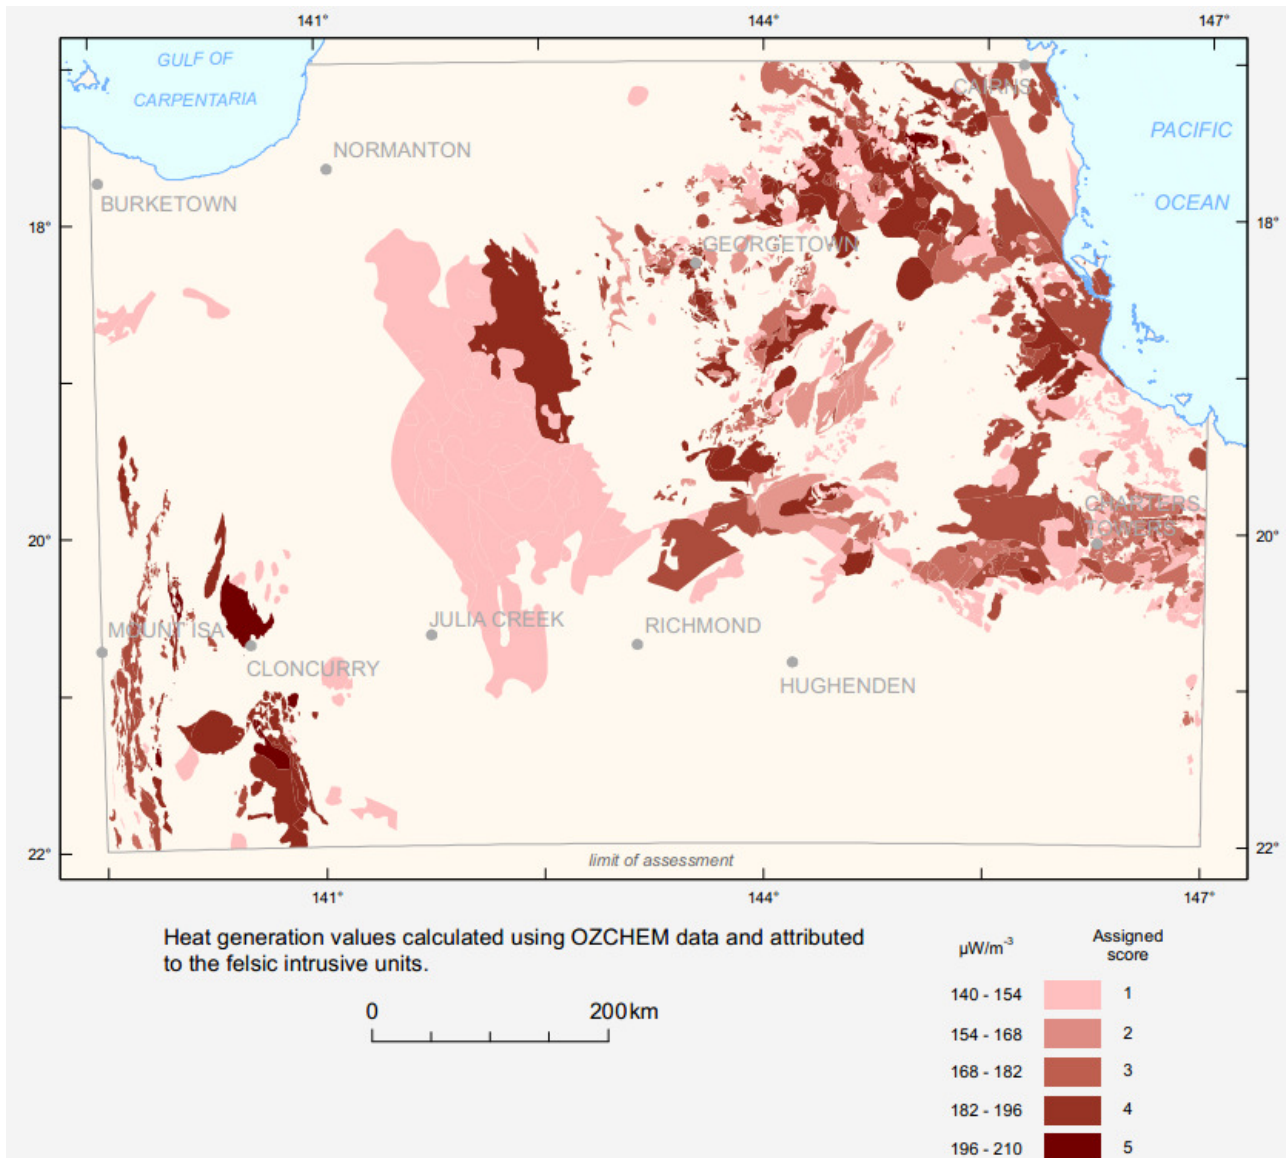 141°
144°
147°
GULF OF
CARPENTARIA
CAIRNS
PACIFIC
OCEAN
NORMANTON
BURKETOWN
18°
18°
GEORGETOWN
CHARTERS
TOWERS
20°
20°
MOUNT ISA
JULIA CREEK
RICHMOND
CLONCURRY
HUGHENDEN
22°
limit of assessment
22°
141°
144°
147°
Heat generation values calculated using OZCHEM data and attributed
to the felsic intrusive units.
0 200km
µW/m⁻³ Assigned
score
140 - 154 1
154 - 168 2
168 - 182 3
182 - 196 4
196 - 210 5